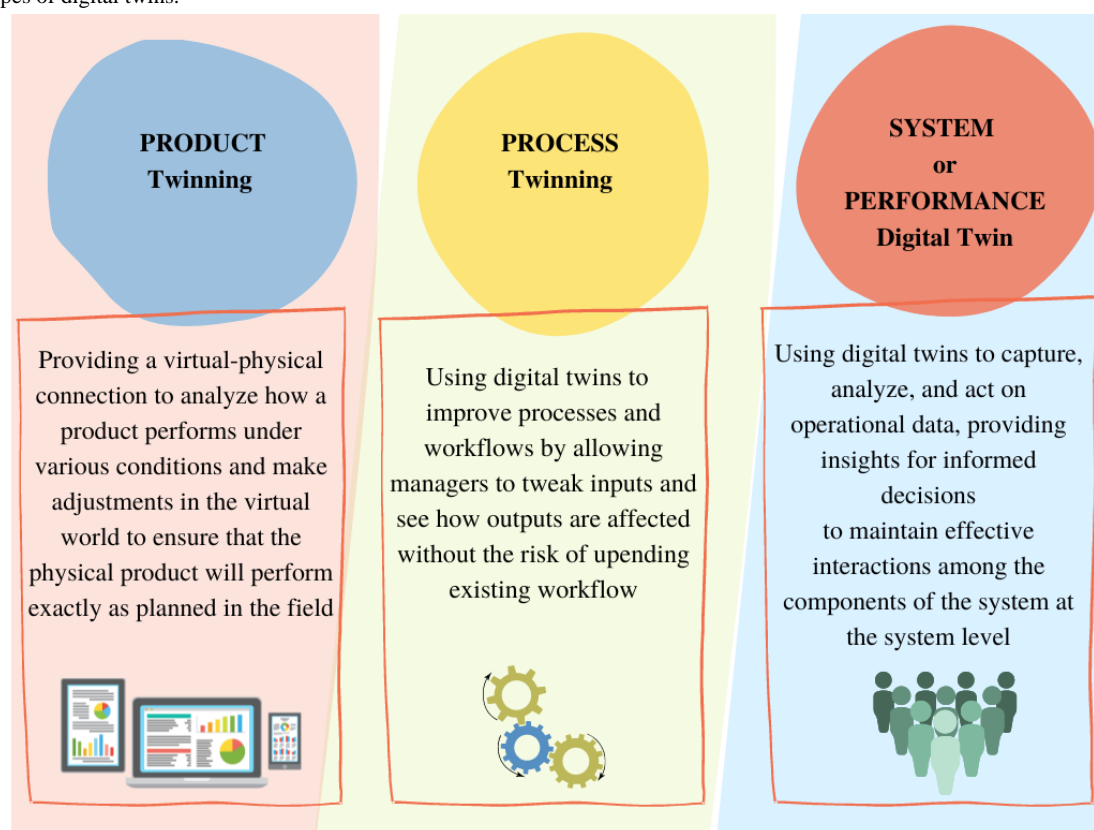 of digital twins.
PRODUCT
Twinning
Providing a virtual-physical
connection to analyze how a
product performs under
various conditions and make
adjustments in the virtual
world to ensure that the
physical product will perform
exactly as planned in the field
PROCESS
Twinning
Using digital twins to
improve processes and
workflows by allowing
managers to tweak inputs and
see how outputs are affected
without the risk of upending
existing workflow
SYSTEM
or
PERFORMANCE
Digital Twin
Using digital twins to capture,
analyze, and act on
operational data, providing
insights for informed
decisions
to maintain effective
interactions among the
components of the system at
the system level